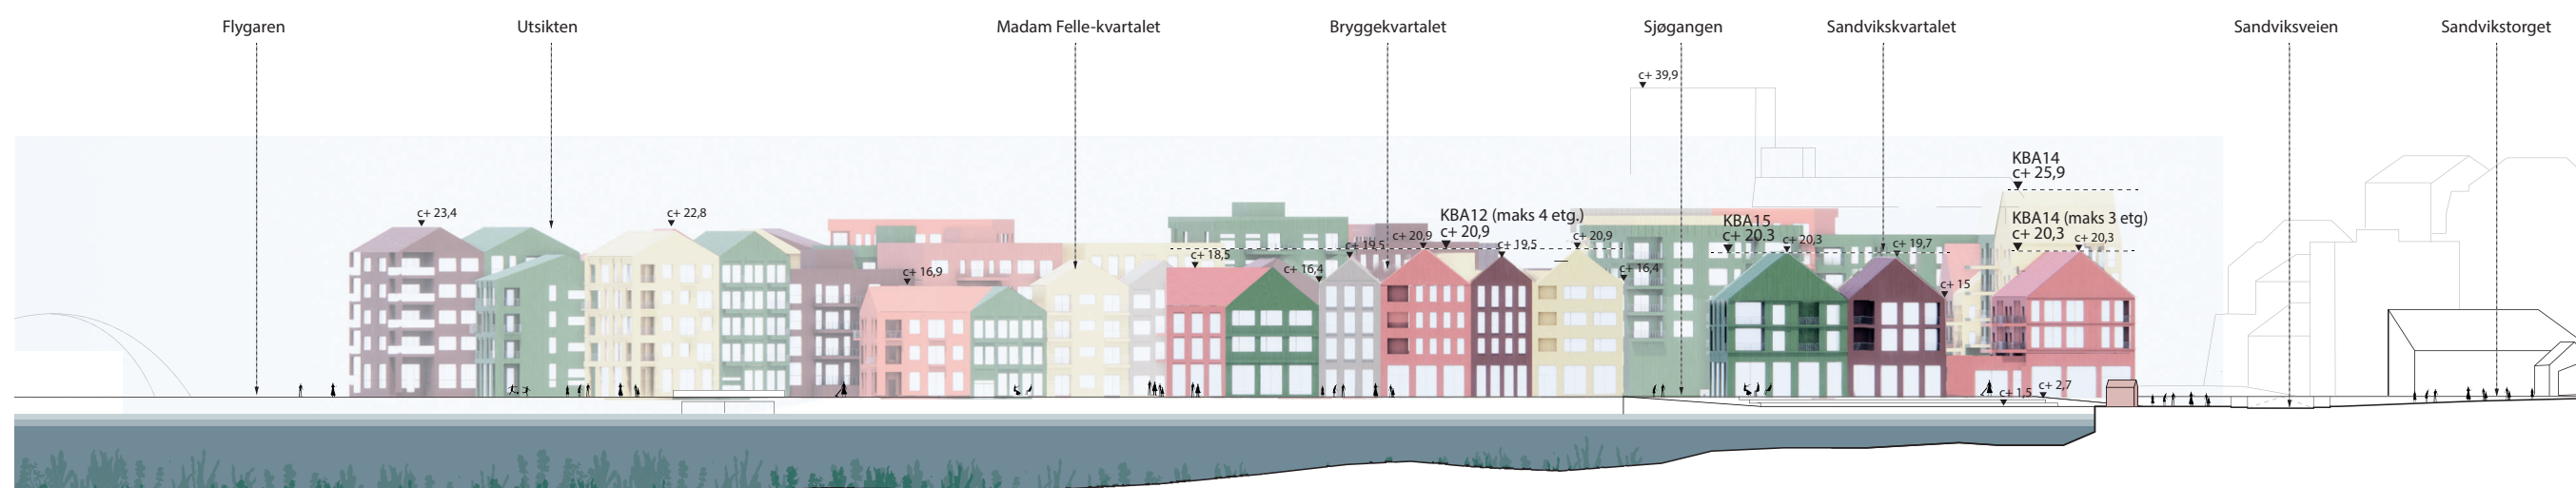 Flygaren
Utsikten
Madam Felle-kvartalet
Bryggekvartalet
Sjøgangen
Sandvikskvartalet
Sandviksveien
Sandvikstorget
c+ 39,9
KBA14
c+ 25,9
c+ 23,4
c+ 22,8
KBA12 (maks 4 etg.)
c+ 20,9
KBA15
c+ 20,3
KBA14 (maks 3 etg)
c+ 20,3
c+ 16,9
c+ 18,5
c+ 16,4
c+ 19,5
c+ 20,9
c+ 19,5
c+ 20,9
c+ 16,4
c+ 20,3
c+ 19,7
c+ 15
c+ 20,3
c+ 1,5
c+ 2,7